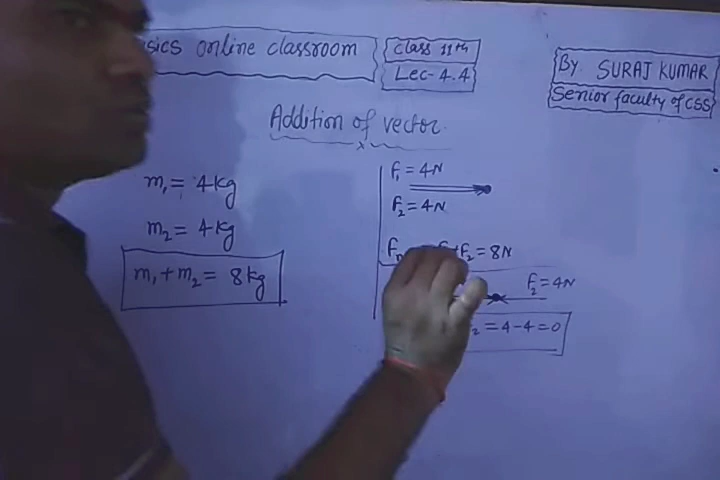 sics online classroom
Class 11th
Lec- 4.4
By. SURAJ KUMAR
Senior faculty of CSS
Addition of vector
m₁ = 4kg
m₂ = 4kg
m₁ + m₂ = 8kg
F₁ = 4N
F₂ = 4N
+F₂ = 8N
F₂ = 4N
₂ = 4-4=0